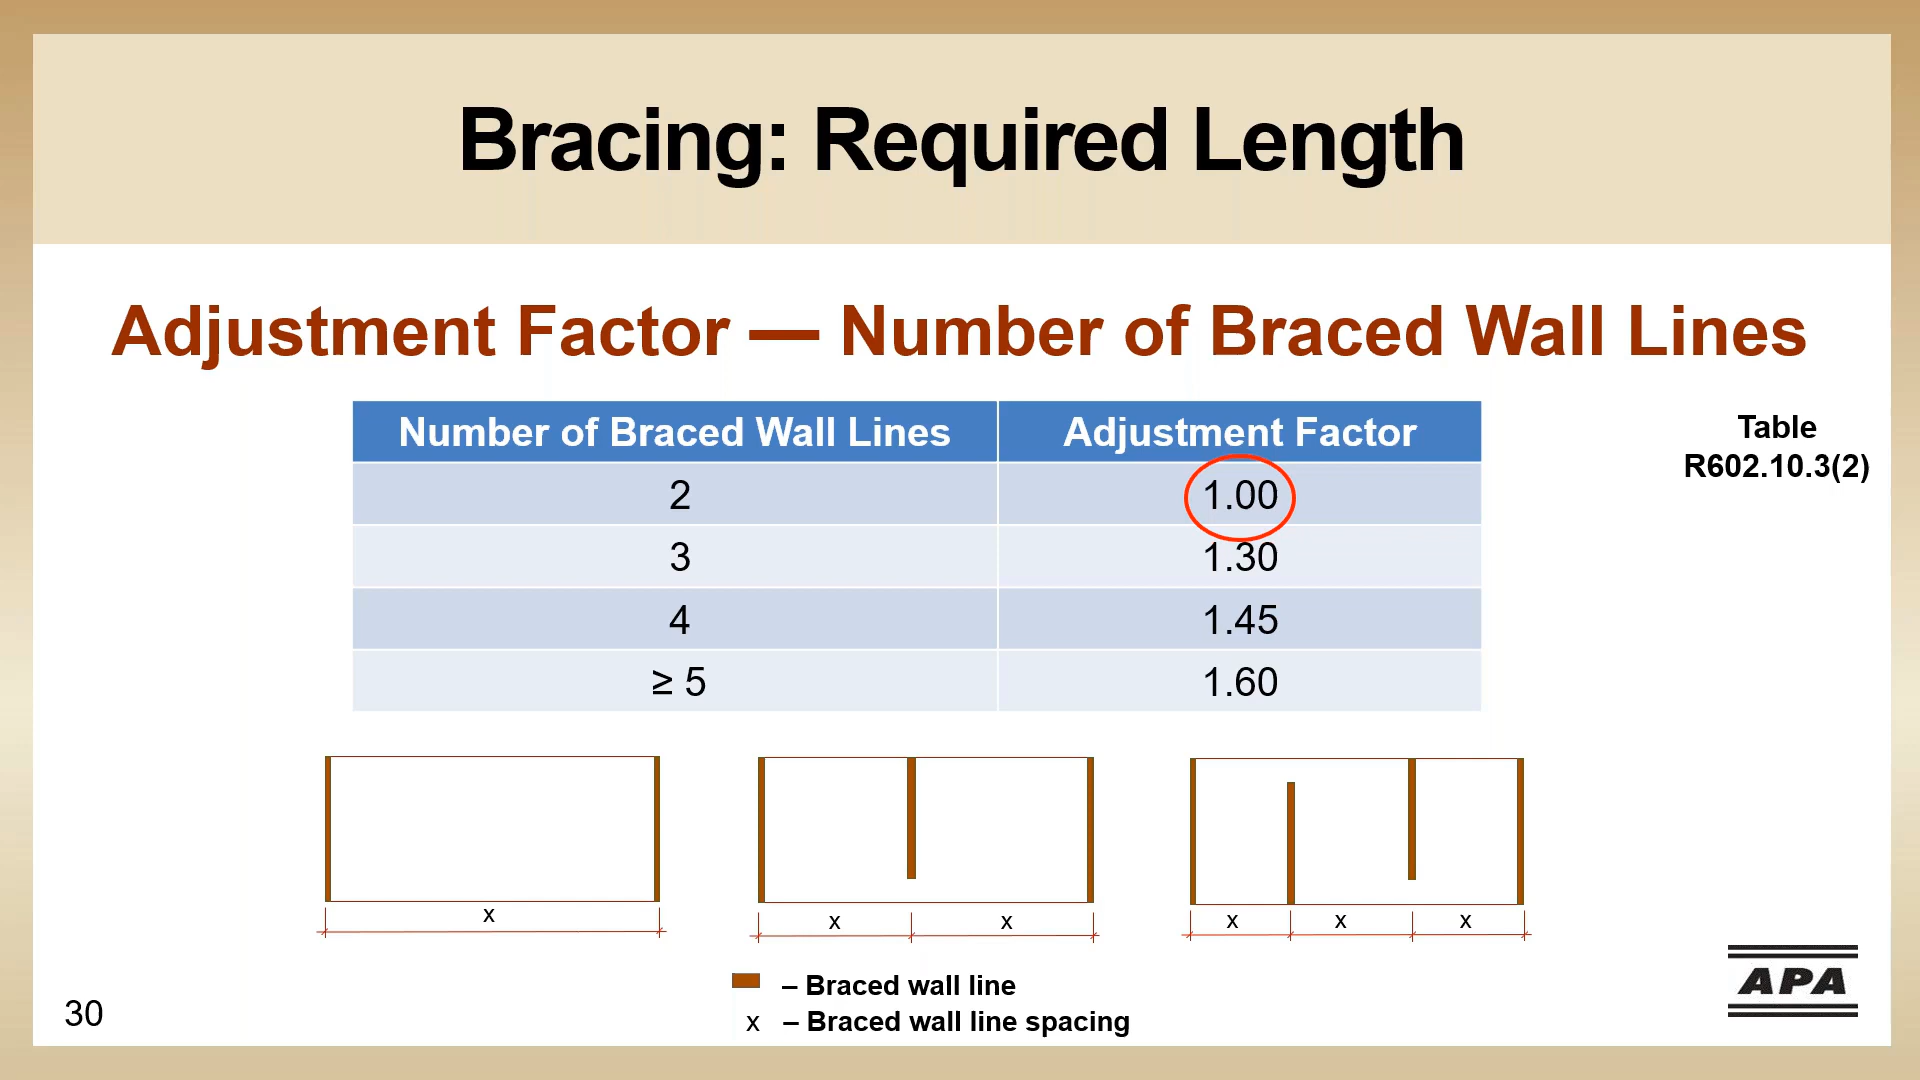 Bracing: Required Length
Adjustment Factor — Number of Braced Wall Lines
Number of Braced Wall Lines Adjustment Factor
2 1.00
3 1.30
4 1.45
≥ 5 1.60
Table
R602.10.3(2)
x
x x
x x x
– Braced wall line
x – Braced wall line spacing
30
APA